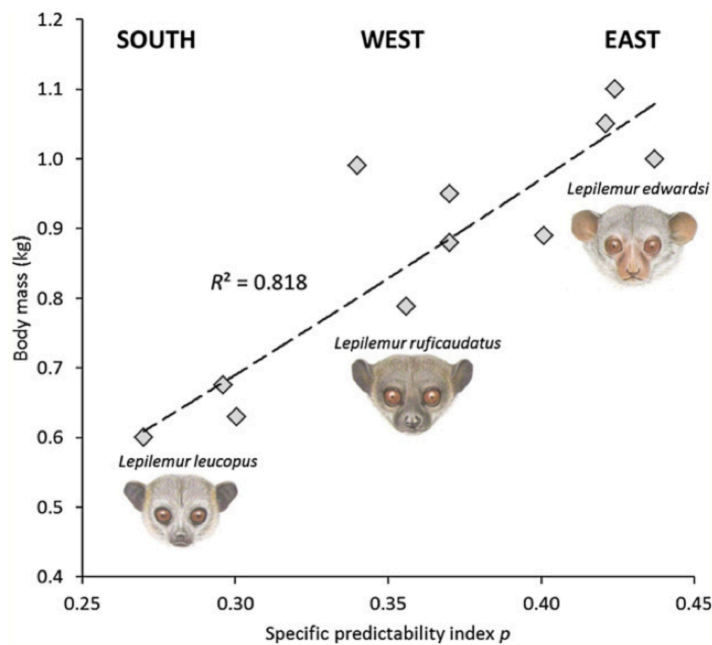 SOUTH WEST EAST
1.2
1.1
1.0
0.9
0.8
0.7
0.6
0.5
0.4
Body mass (kg)
Lepilemur edwardsi
R² = 0.818
Lepilemur ruficaudatus
Lepilemur leucopus
0.25 0.30 0.35 0.40 0.45
Specific predictability index p